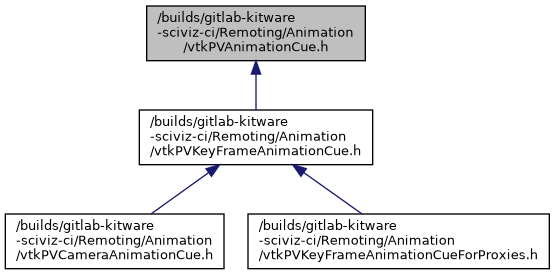 /builds/gitlab-kitware
-sciviz-ci/Remoting/Animation
/vtkPVAnimationCue.h
/builds/gitlab-kitware
-sciviz-ci/Remoting/Animation
/vtkPVKeyFrameAnimationCue.h
/builds/gitlab-kitware
-sciviz-ci/Remoting/Animation
/vtkPVCameraAnimationCue.h
/builds/gitlab-kitware
-sciviz-ci/Remoting/Animation
/vtkPVKeyFrameAnimationCueForProxies.h